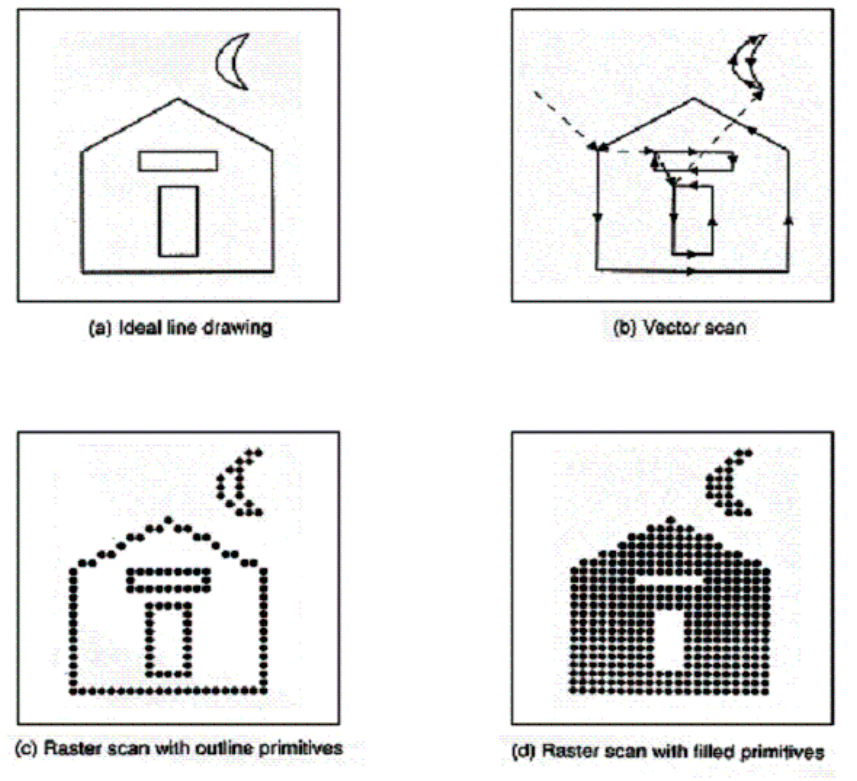 (a) Ideal line drawing
(b) Vector scan
(c) Raster scan with outline primitives
(d) Raster scan with filled primitives